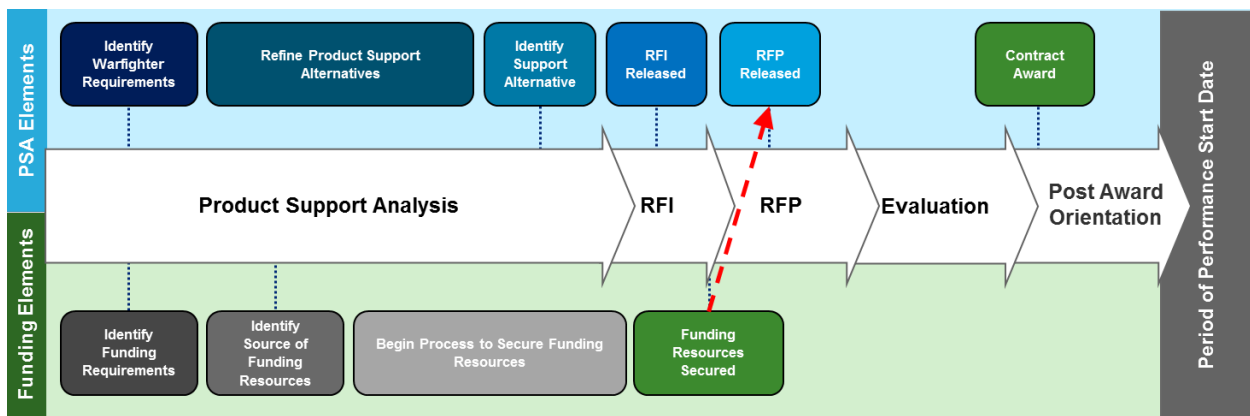 PSA Elements
Identify
Warfighter
Requirements
Refine Product Support
Alternatives
Identify
Support
Alternative
RFI
Released
RFP
Released
Contract
Award
Product Support Analysis
RFI
RFP
Evaluation
Post Award
Orientation
Period of Performance Start Date
Funding Elements
Identify
Funding
Requirements
Identify
Source of
Funding
Resources
Begin Process to Secure Funding
Resources
Funding
Resources
Secured